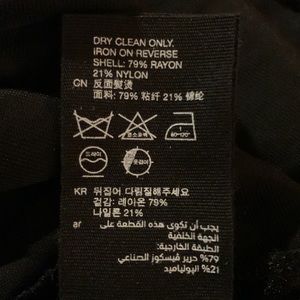 DRY CLEAN ONLY.
IRON ON REVERSE
SHELL: 79% RAYON
21% NYLON
CN 反面熨烫
面料: 79% 粘纤 21% 锦纶
드라이
KR 뒤집어 다림질해주세요
겉감: 레이온 79%
나일론 21%
ar يجب أن تكوى هذه القطعة على
الجهة الخلفية
الطبقة الخارجية:
79% حرير فيسكوز الصناعي
21% البولياميد